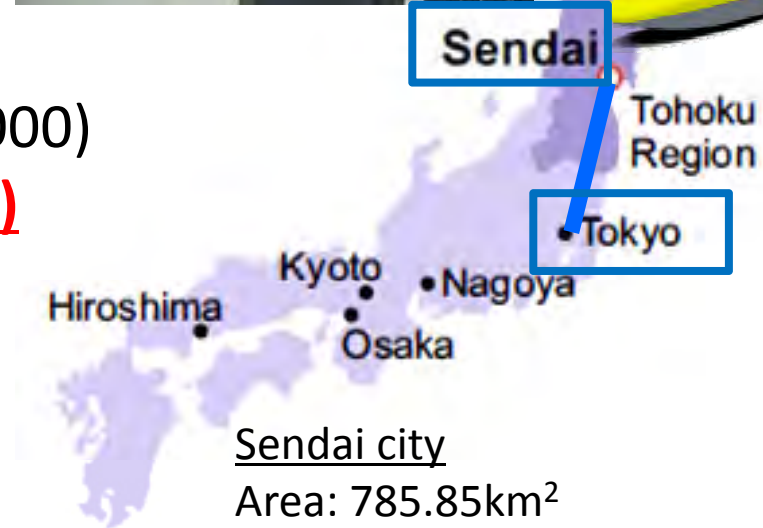 Sendai
000)
)
Tohoku
Region
Tokyo
Kyoto
Nagoya
Hiroshima
Osaka
Sendai city
Area: 785.85km²